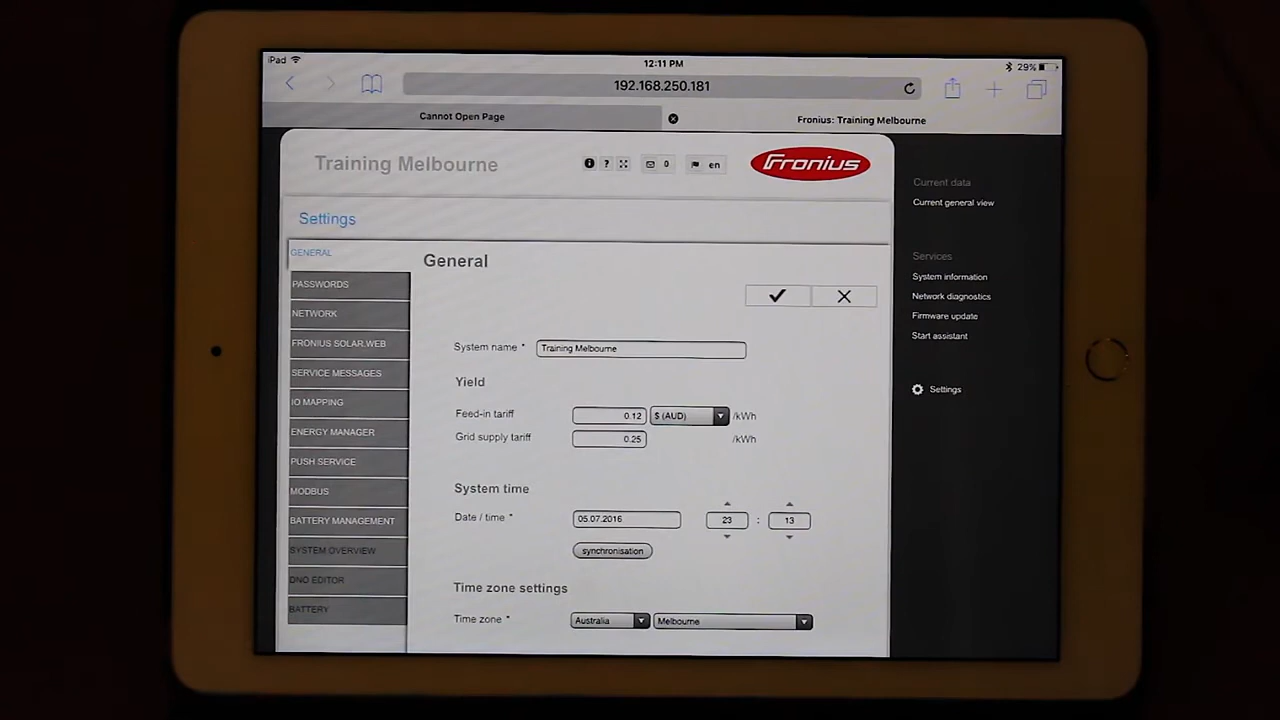 iPad 12:11 PM 29%
192.168.250.181
Cannot Open Page Fronius: Training Melbourne
Training Melbourne i ? 0 en Fronius
Settings
GENERAL
PASSWORDS
NETWORK
FRONIUS SOLAR.WEB
SERVICE MESSAGES
IO MAPPING
ENERGY MANAGER
PUSH SERVICE
MODBUS
BATTERY MANAGEMENT
SYSTEM OVERVIEW
DNO EDITOR
BATTERY
General
System name * Training Melbourne
Yield
Feed-in tariff 0.12 $ (AUD) /kWh
Grid supply tariff 0.25 /kWh
System time
Date / time * 05.07.2016 23 : 13
synchronisation
Time zone settings
Time zone * Australia Melbourne
Current data
Current general view
Services
System information
Network diagnostics
Firmware update
Start assistant
Settings